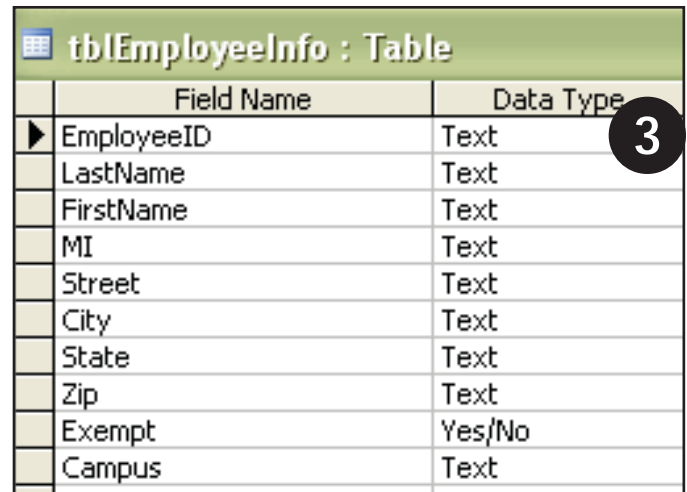 tblEmployeeInfo : Table
Field Name Data Type
EmployeeID Text
3
LastName Text
FirstName Text
MI Text
Street Text
City Text
State Text
Zip Text
Exempt Yes/No
Campus Text